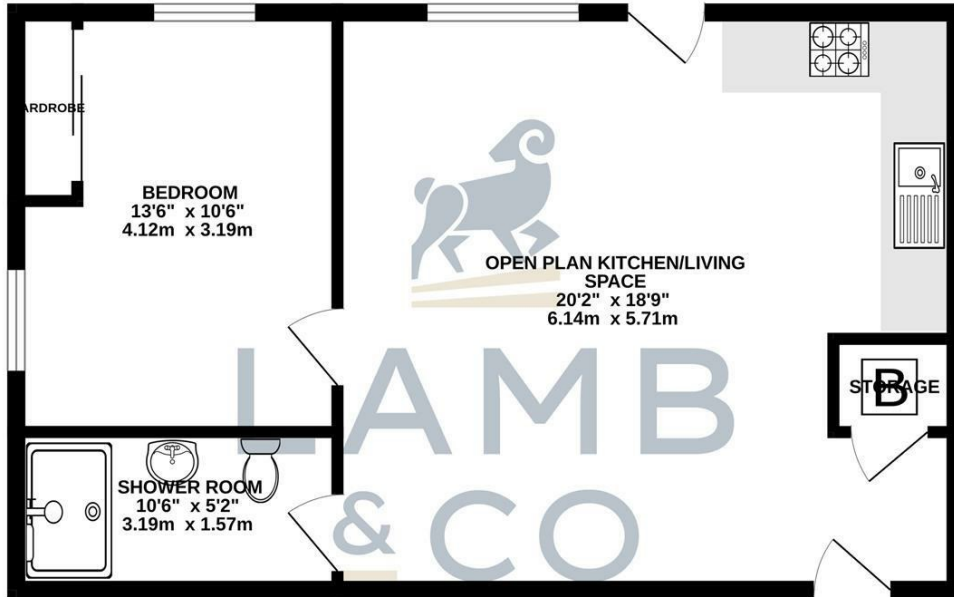 ARDROBE
BEDROOM
13'6" x 10'6"
4.12m x 3.19m
OPEN PLAN KITCHEN/LIVING
SPACE
20'2" x 18'9"
6.14m x 5.71m
LAMB
& CO
B
STORAGE
SHOWER ROOM
10'6" x 5'2"
3.19m x 1.57m
T